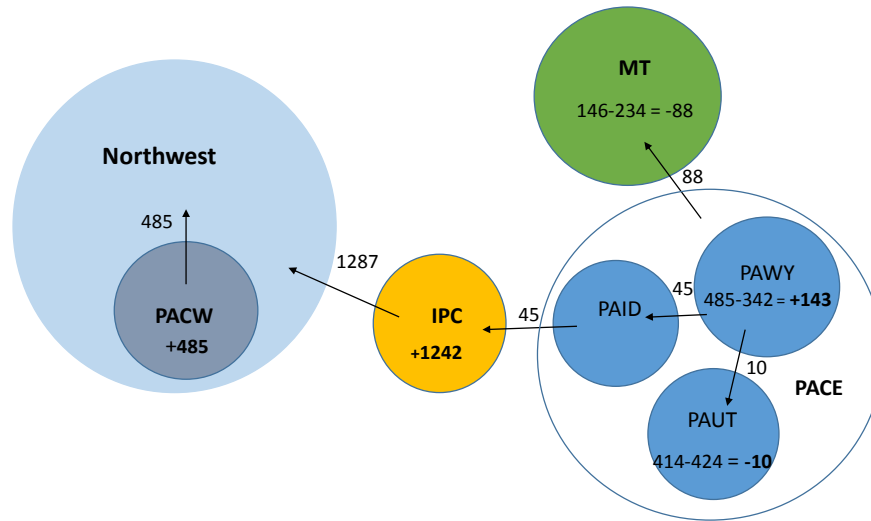 MT
146-234 = -88
Northwest
88
485
1287
PAWY
485-342 = +143
45
PAID
PACW
+485
IPC
+1242
45
10
PACE
PAUT
414-424 = -10